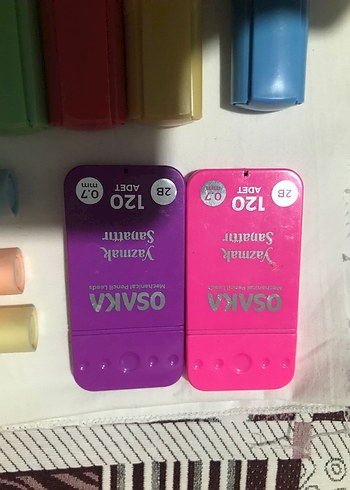 OSAKA
Mechanical Pencil Leads
Yazmak
Sanattır
120
ADET
2B
0.7
mm
OSAKA
Mechanical Pencil Leads
Yazmak
Sanattır
120
ADET
2B
0.7
mm